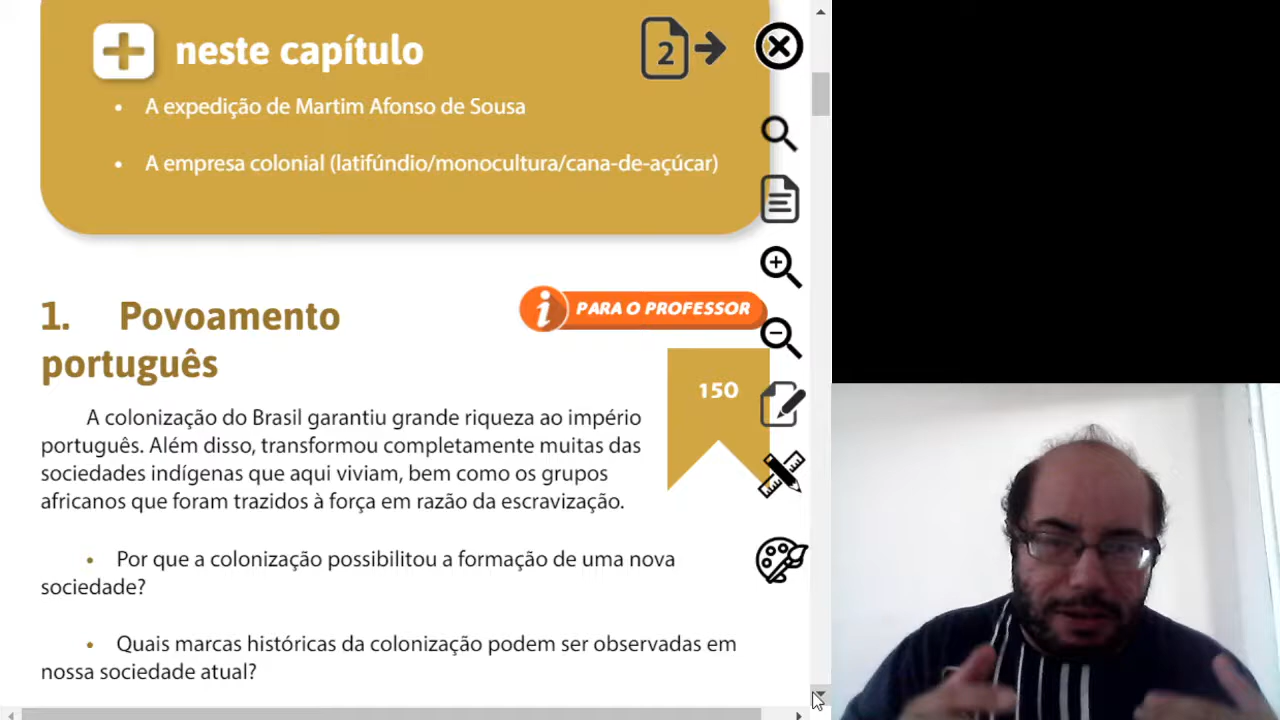 neste capítulo
2
• A expedição de Martim Afonso de Sousa
• A empresa colonial (latifúndio/monocultura/cana-de-açúcar)
1. Povoamento
português
i PARA O PROFESSOR
150
A colonização do Brasil garantiu grande riqueza ao império
português. Além disso, transformou completamente muitas das
sociedades indígenas que aqui viviam, bem como os grupos
africanos que foram trazidos à força em razão da escravização.
• Por que a colonização possibilitou a formação de uma nova
sociedade?
• Quais marcas históricas da colonização podem ser observadas em
nossa sociedade atual?